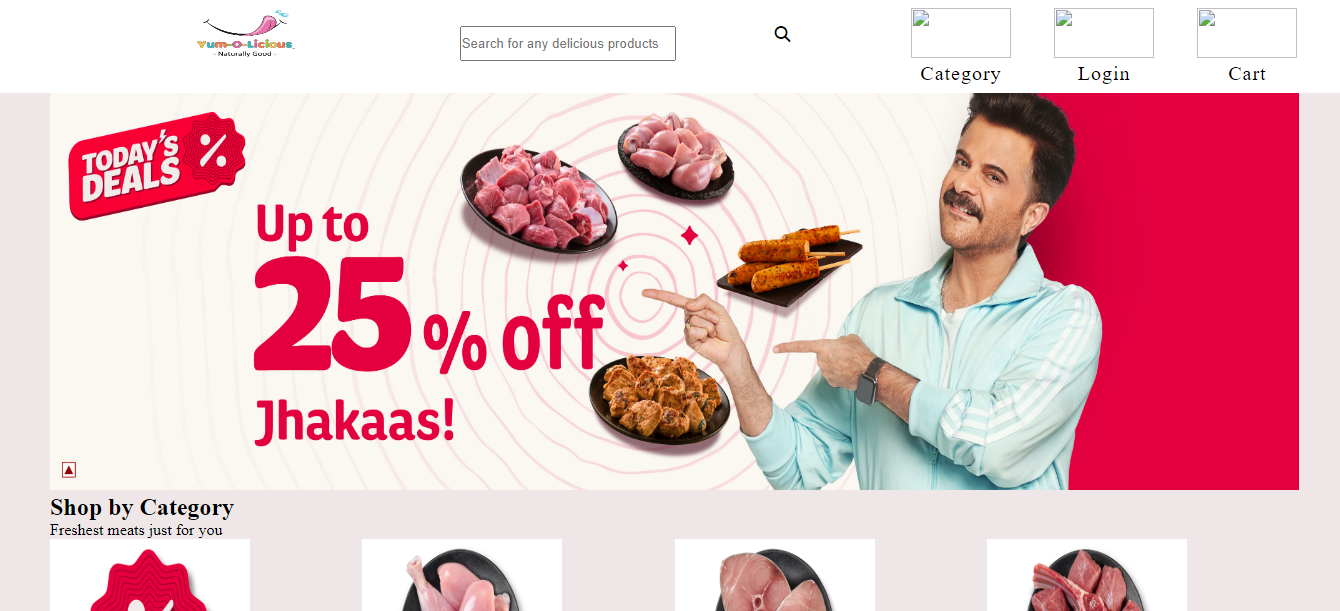 Yum-O-Licious
- Naturally Good -
Search for any delicious products
Category
Login
Cart
TODAY'S
DEALS %
Up to
25% off
Jhakaas!
Shop by Category
Freshest meats just for you
%